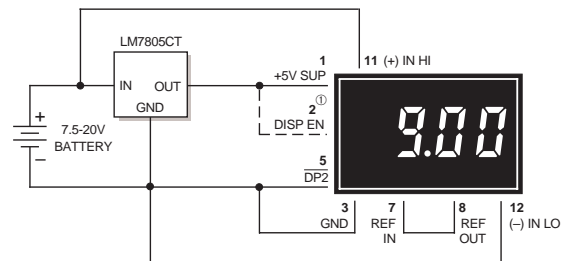 LM7805CT
1
11 (+) IN HI
+5V SUP
IN
OUT
GND
①
2
DISP EN
+
7.5-20V
BATTERY
–
5
DP2
9.00
3
GND
7
REF
IN
8
REF
OUT
12
(–) IN LO